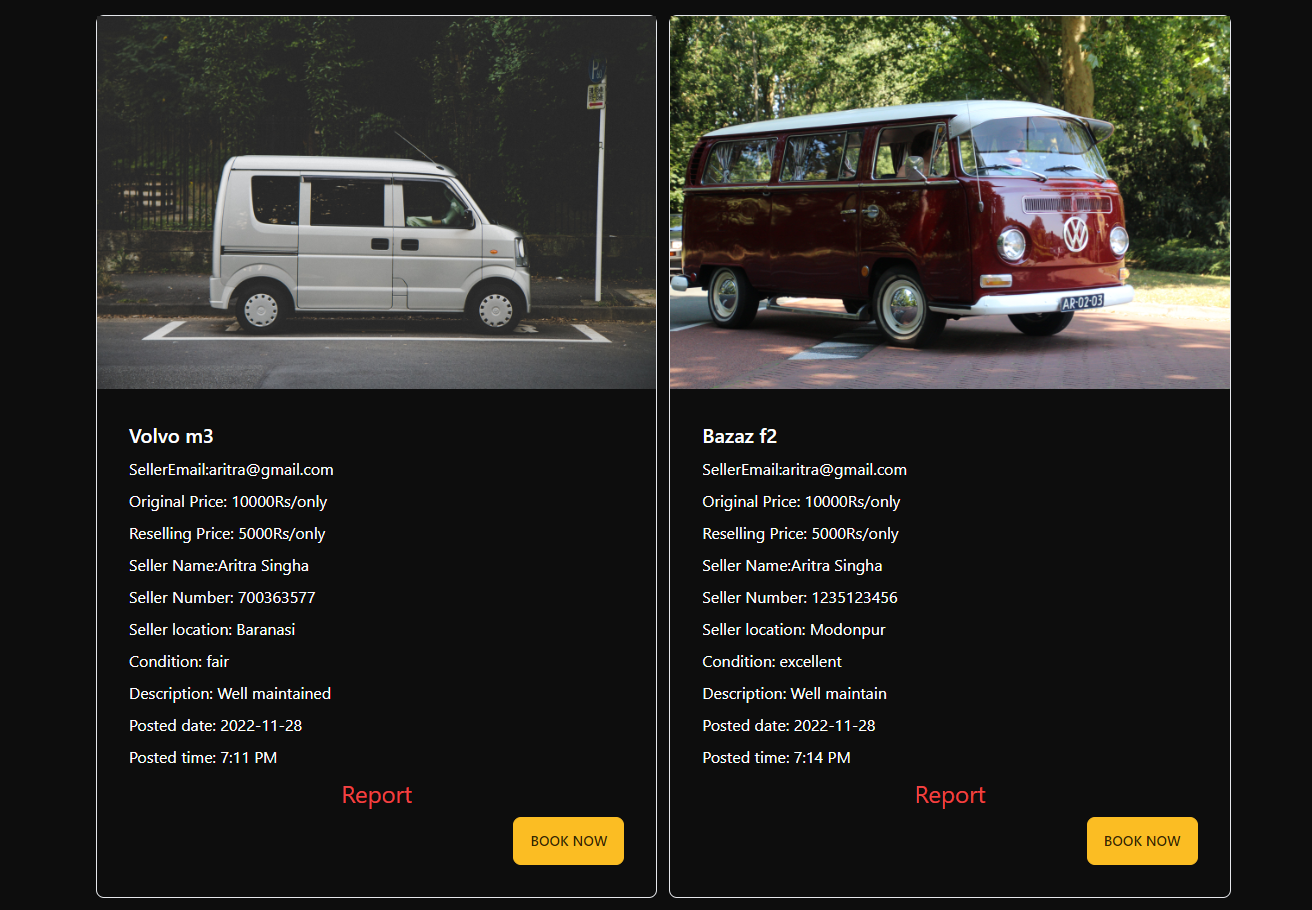 AR-02-03
Volvo m3
SellerEmail:aritra@gmail.com
Original Price: 10000Rs/only
Reselling Price: 5000Rs/only
Seller Name:Aritra Singha
Seller Number: 700363577
Seller location: Baranasi
Condition: fair
Description: Well maintained
Posted date: 2022-11-28
Posted time: 7:11 PM
Report
BOOK NOW
Bazaz f2
SellerEmail:aritra@gmail.com
Original Price: 10000Rs/only
Reselling Price: 5000Rs/only
Seller Name:Aritra Singha
Seller Number: 1235123456
Seller location: Modonpur
Condition: excellent
Description: Well maintain
Posted date: 2022-11-28
Posted time: 7:14 PM
Report
BOOK NOW